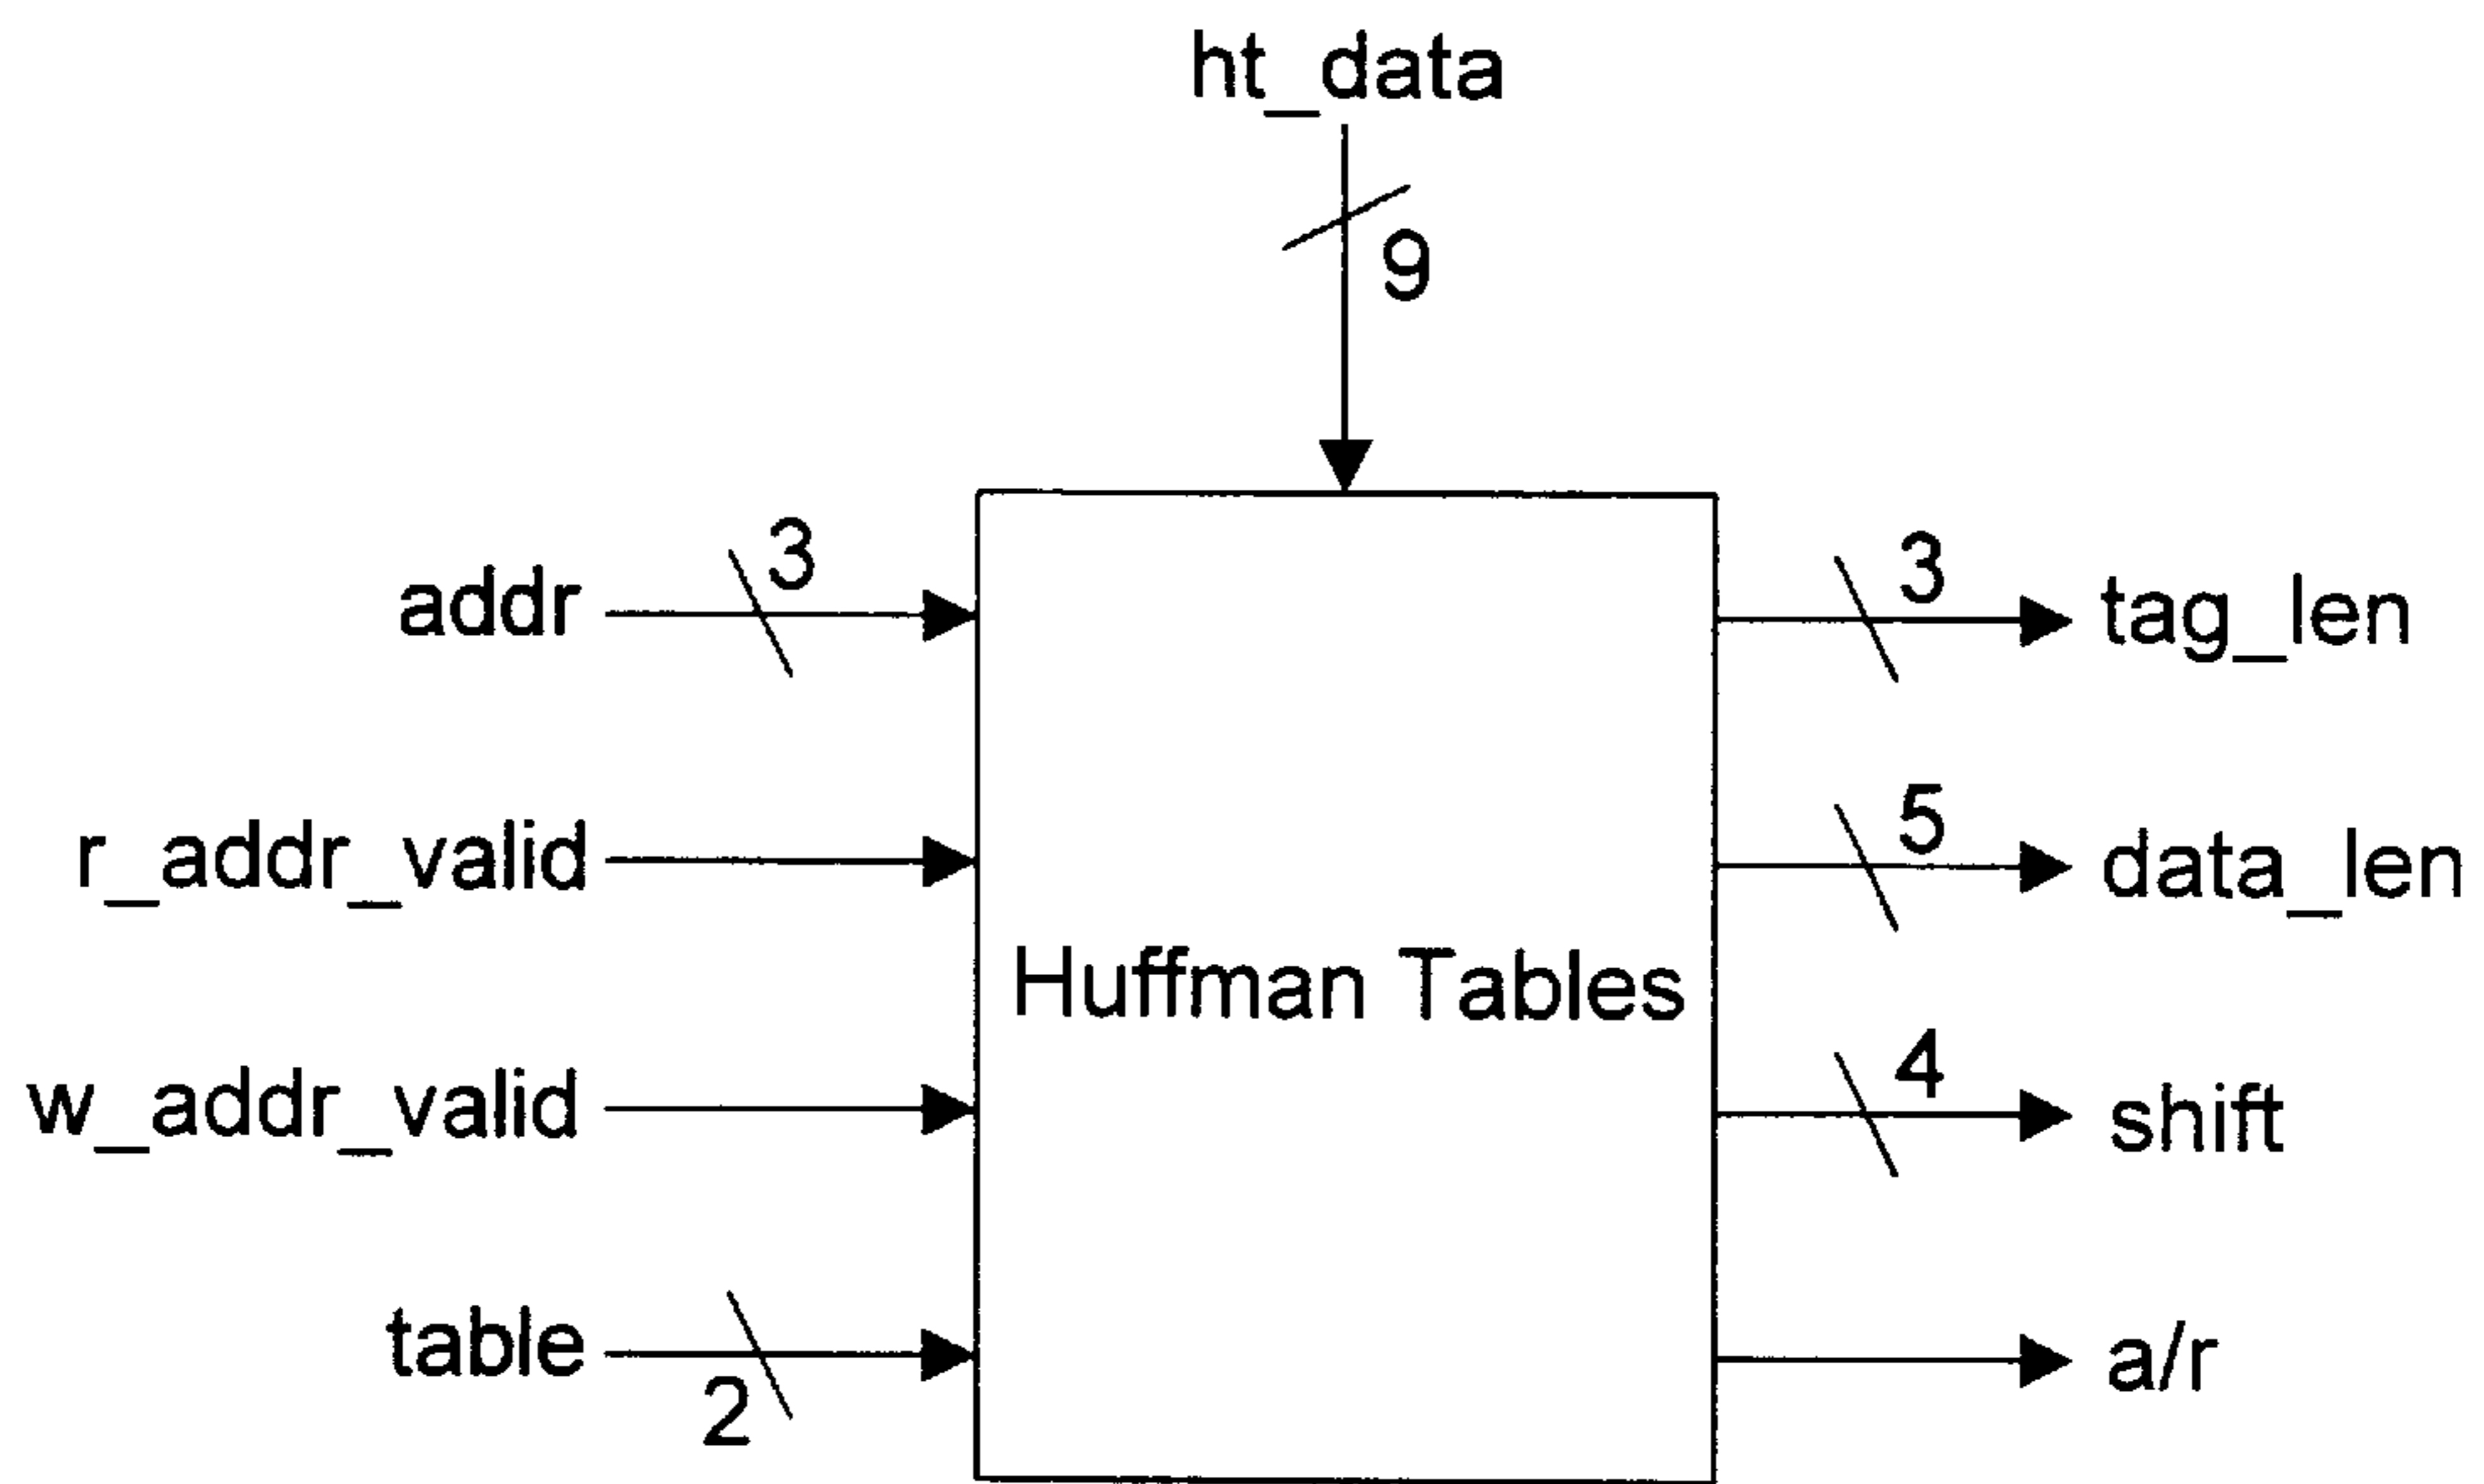 ht_data
9
3
addr
3
tag_len
r_addr_valid
5
data_len
Huffman Tables
w_addr_valid
4
shift
table
2
a/r